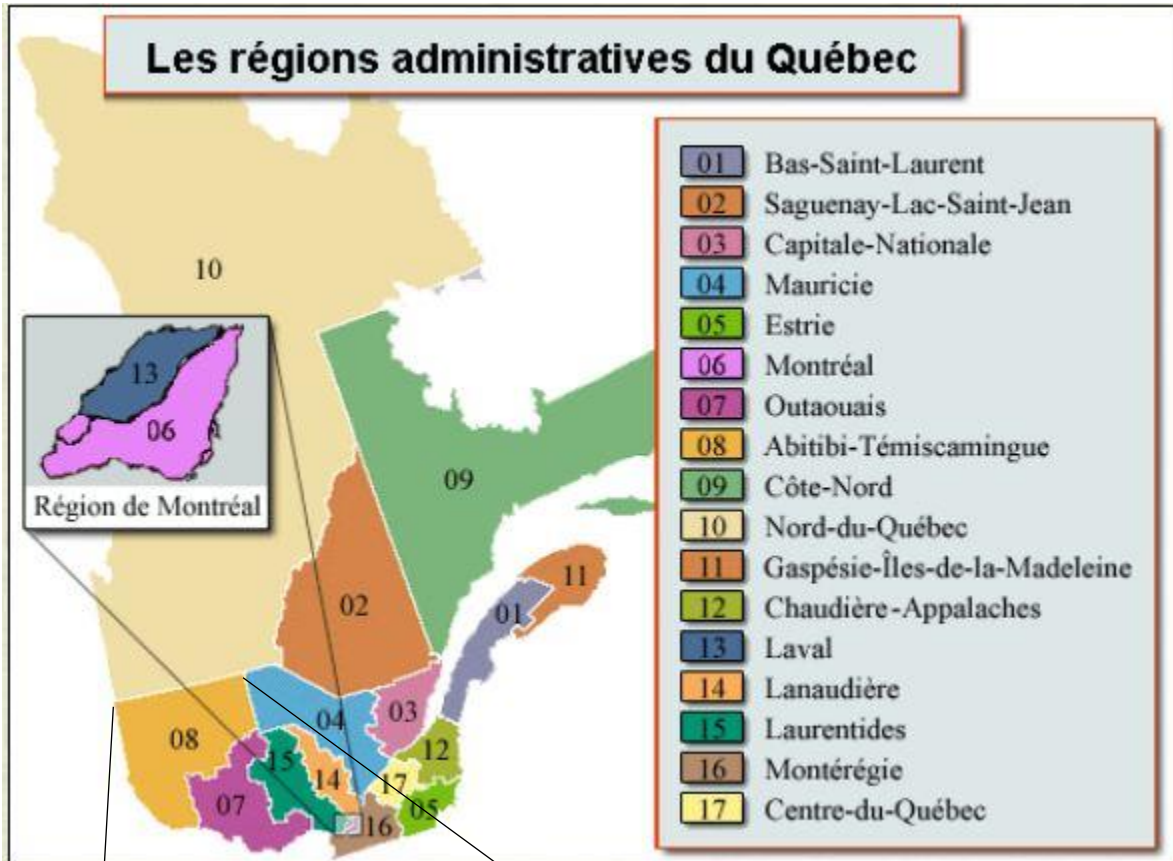 Les régions administratives du Québec
01 Bas-Saint-Laurent
02 Saguenay-Lac-Saint-Jean
03 Capitale-Nationale
04 Mauricie
05 Estrie
06 Montréal
07 Outaouais
08 Abitibi-Témiscamingue
09 Côte-Nord
10 Nord-du-Québec
11 Gaspésie-Îles-de-la-Madeleine
12 Chaudière-Appalaches
13 Laval
14 Lanaudière
15 Laurentides
16 Montérégie
17 Centre-du-Québec
10
13
06
Région de Montréal
09
11
02
01
03
04
08
12
15
14
17
07
16
05